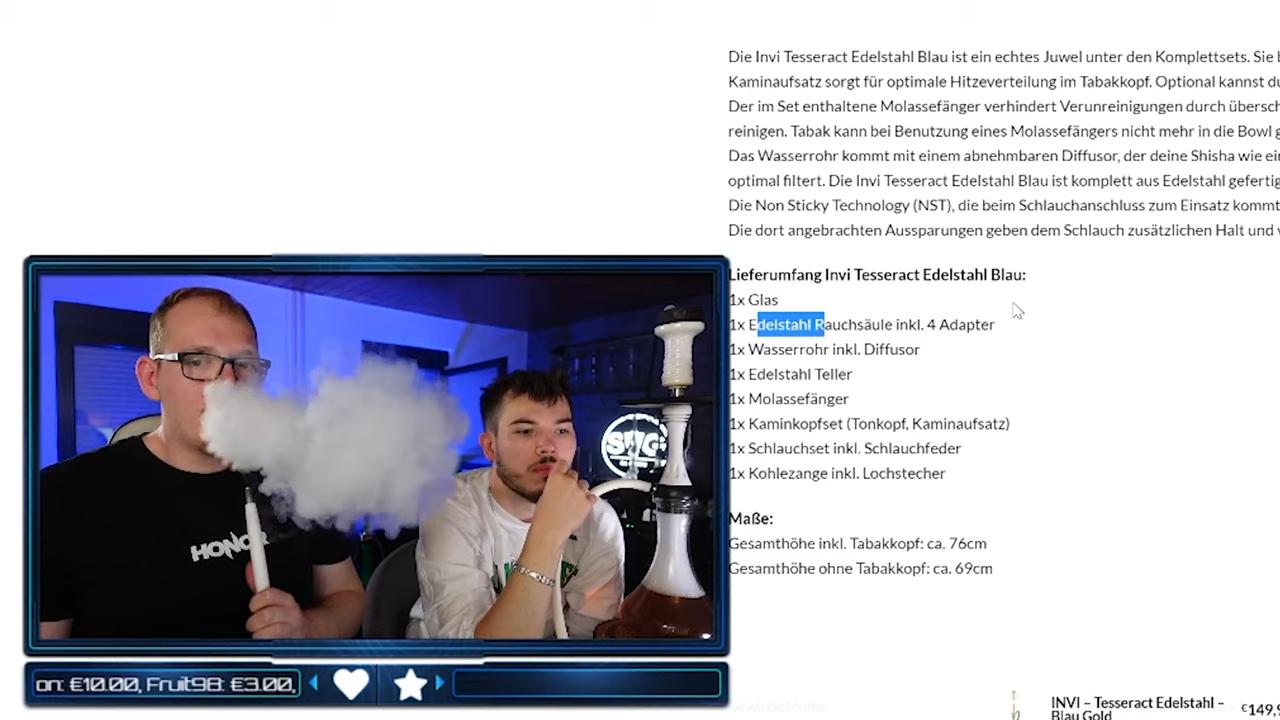 Die Invi Tesseract Edelstahl Blau ist ein echtes Juwel unter den Komplettsets. Sie
Kaminaufsatz sorgt für optimale Hitzeverteilung im Tabakkopf. Optional kannst du
Der im Set enthaltene Molassefänger verhindert Verunreinigungen durch
reinigen. Tabak kann bei Benutzung eines Molassefängers nicht mehr in die Bowl
Das Wasserrohr kommt mit einem abnehmbaren Diffusor, der deine Shisha wie
optimal filtert. Die Invi Tesseract Edelstahl Blau ist komplett aus Edelstahl
Die Non Sticky Technology (NST), die beim Schlauchanschluss zum Einsatz kommt
Die dort angebrachten Aussparungen geben dem Schlauch zusätzlichen Halt und
Lieferumfang Invi Tesseract Edelstahl Blau:
1x Glas
1x Edelstahl Rauchsäule inkl. 4 Adapter
1x Wasserrohr inkl. Diffusor
1x Edelstahl Teller
1x Molassefänger
1x Kaminkopfset (Tonkopf, Kaminaufsatz)
1x Schlauchset inkl. Schlauchfeder
1x Kohlezange inkl. Lochstecher
Maße:
Gesamthöhe inkl. Tabakkopf: ca. 76cm
Gesamthöhe ohne Tabakkopf: ca. 69cm
HONOR
on: €10.00, Fruit98: €3.00,
Gewinde Muffe:
INVI – Tesseract Edelstahl –
Blau Gold
€149,9